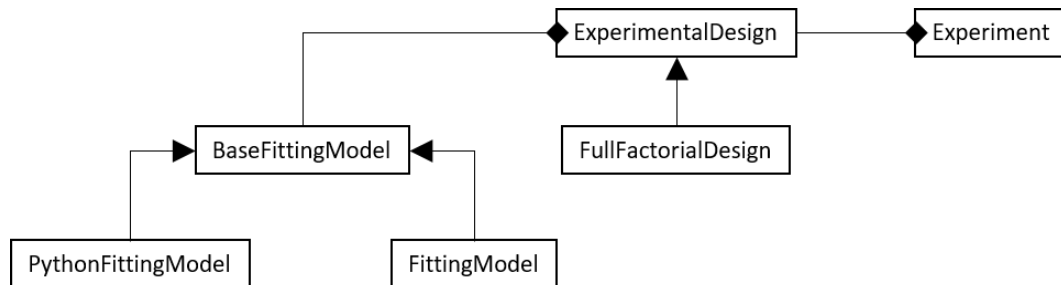 ExperimentalDesign
Experiment
BaseFittingModel
FullFactorialDesign
PythonFittingModel
FittingModel